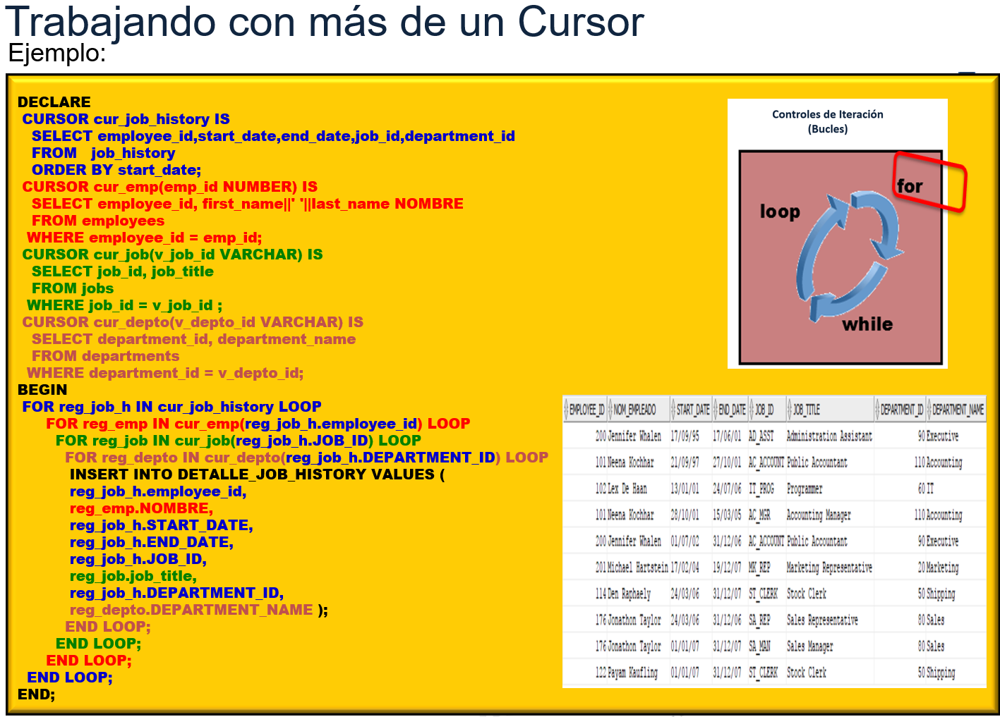 Trabajando con más de un Cursor
Ejemplo:
DECLARE
CURSOR cur_job_history IS
SELECT employee_id,start_date,end_date,job_id,department_id
FROM job_history
ORDER BY start_date;
CURSOR cur_emp(emp_id NUMBER) IS
SELECT employee_id, first_name||' '||last_name NOMBRE
FROM employees
WHERE employee_id = emp_id;
CURSOR cur_job(v_job_id VARCHAR) IS
SELECT job_id, job_title
FROM jobs
WHERE job_id = v_job_id ;
CURSOR cur_depto(v_depto_id VARCHAR) IS
SELECT department_id, department_name
FROM departments
WHERE department_id = v_depto_id;
BEGIN
FOR reg_job_h IN cur_job_history LOOP
FOR reg_emp IN cur_emp(reg_job_h.employee_id) LOOP
FOR reg_job IN cur_job(reg_job_h.JOB_ID) LOOP
FOR reg_depto IN cur_depto(reg_job_h.DEPARTMENT_ID) LOOP
INSERT INTO DETALLE_JOB_HISTORY VALUES (
reg_job_h.employee_id,
reg_emp.NOMBRE,
reg_job_h.START_DATE,
reg_job_h.END_DATE,
reg_job_h.JOB_ID,
reg_job.job_title,
reg_job_h.DEPARTMENT_ID,
reg_depto.DEPARTMENT_NAME );
END LOOP;
END LOOP;
END LOOP;
END LOOP;
END;
Controles de Iteración
(Bucles)
for
loop
while
EMPLOYEE_ID NOM_EMPLEADO START_DATE END_DATE JOB_ID JOB_TITLE DEPARTMENT_ID DEPARTMENT_NAME
200 Jennifer Whalen 17/09/95 17/06/01 AD_ASST Administration Assistant 90 Executive
101 Neena Kochhar 21/09/97 27/10/01 AC_ACCOUNT Public Accountant 110 Accounting
102 Lex De Haan 13/01/01 24/07/06 IT_PROG Programmer 60 IT
101 Neena Kochhar 28/10/01 15/03/05 AC_MGR Accounting Manager 110 Accounting
200 Jennifer Whalen 01/07/02 31/12/06 AC_ACCOUNT Public Accountant 90 Executive
201 Michael Hartstein 17/02/04 19/12/07 MK_REP Marketing Representative 20 Marketing
114 Den Raphaely 24/03/06 31/12/07 ST_CLERK Stock Clerk 50 Shipping
176 Jonathon Taylor 24/03/06 31/12/06 SA_REP Sales Representative 80 Sales
176 Jonathon Taylor 01/01/07 31/12/07 SA_MAN Sales Manager 80 Sales
122 Payam Kaufling 01/01/07 31/12/07 ST_CLERK Stock Clerk 50 Shipping